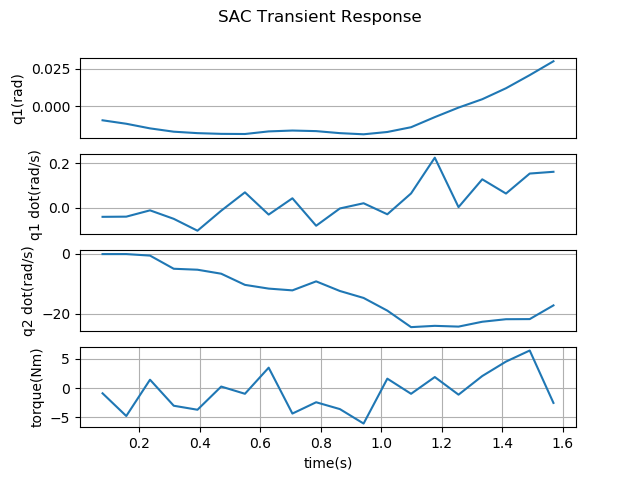 SAC Transient Response
q1(rad)
0.025
0.000
q1 dot(rad/s)
0.2
0.0
q2 dot(rad/s)
0
−20
torque(Nm)
5
0
−5
0.2 0.4 0.6 0.8 1.0 1.2 1.4 1.6
time(s)